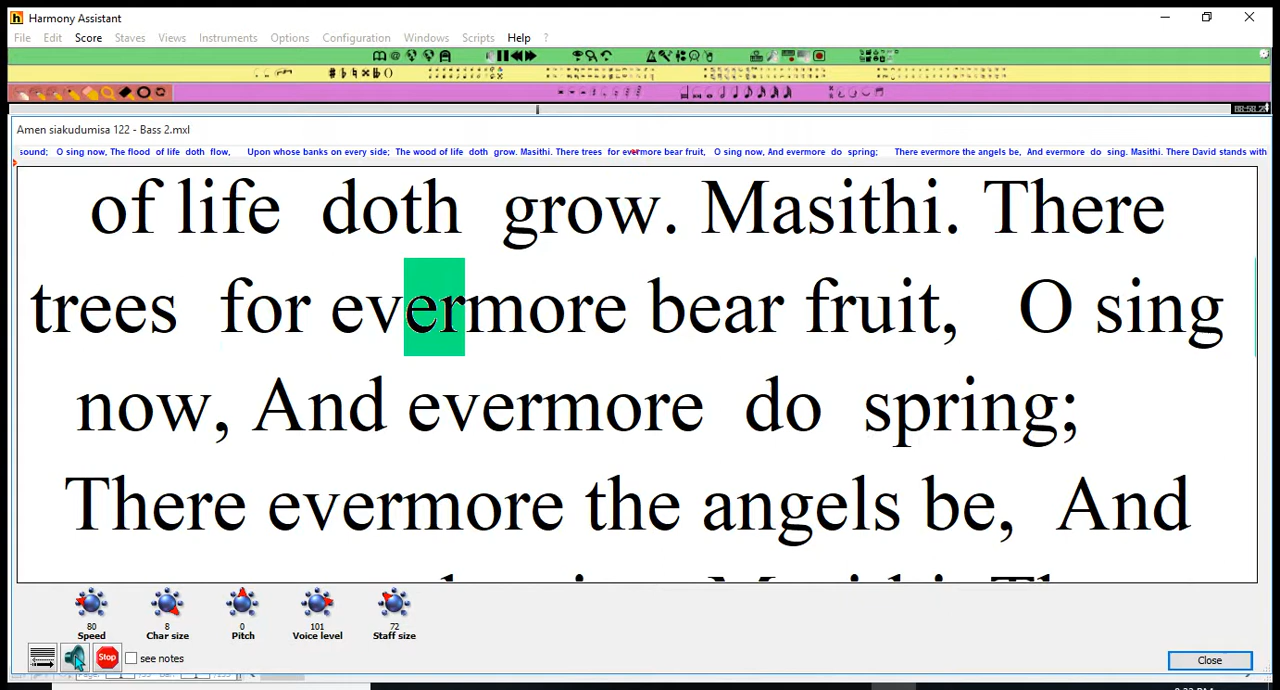 Harmony Assistant
File Edit Score Staves Views Instruments Options Configuration Windows Scripts Help ?
Amen siakudumisa 122 - Bass 2.mxl
sound; O sing now, The flood of life doth flow, Upon whose banks on every side; The wood of life doth grow. Masithi. There trees for evermore bear fruit, O sing now, And evermore do spring; There evermore the angels be, And evermore do sing. Masithi. There David stands with
of life doth grow. Masithi. There
trees for evermore bear fruit, O sing
now, And evermore do spring;
There evermore the angels be, And
80 8 0 101 72
Speed Char size Pitch Voice level Staff size
Stop see notes Close